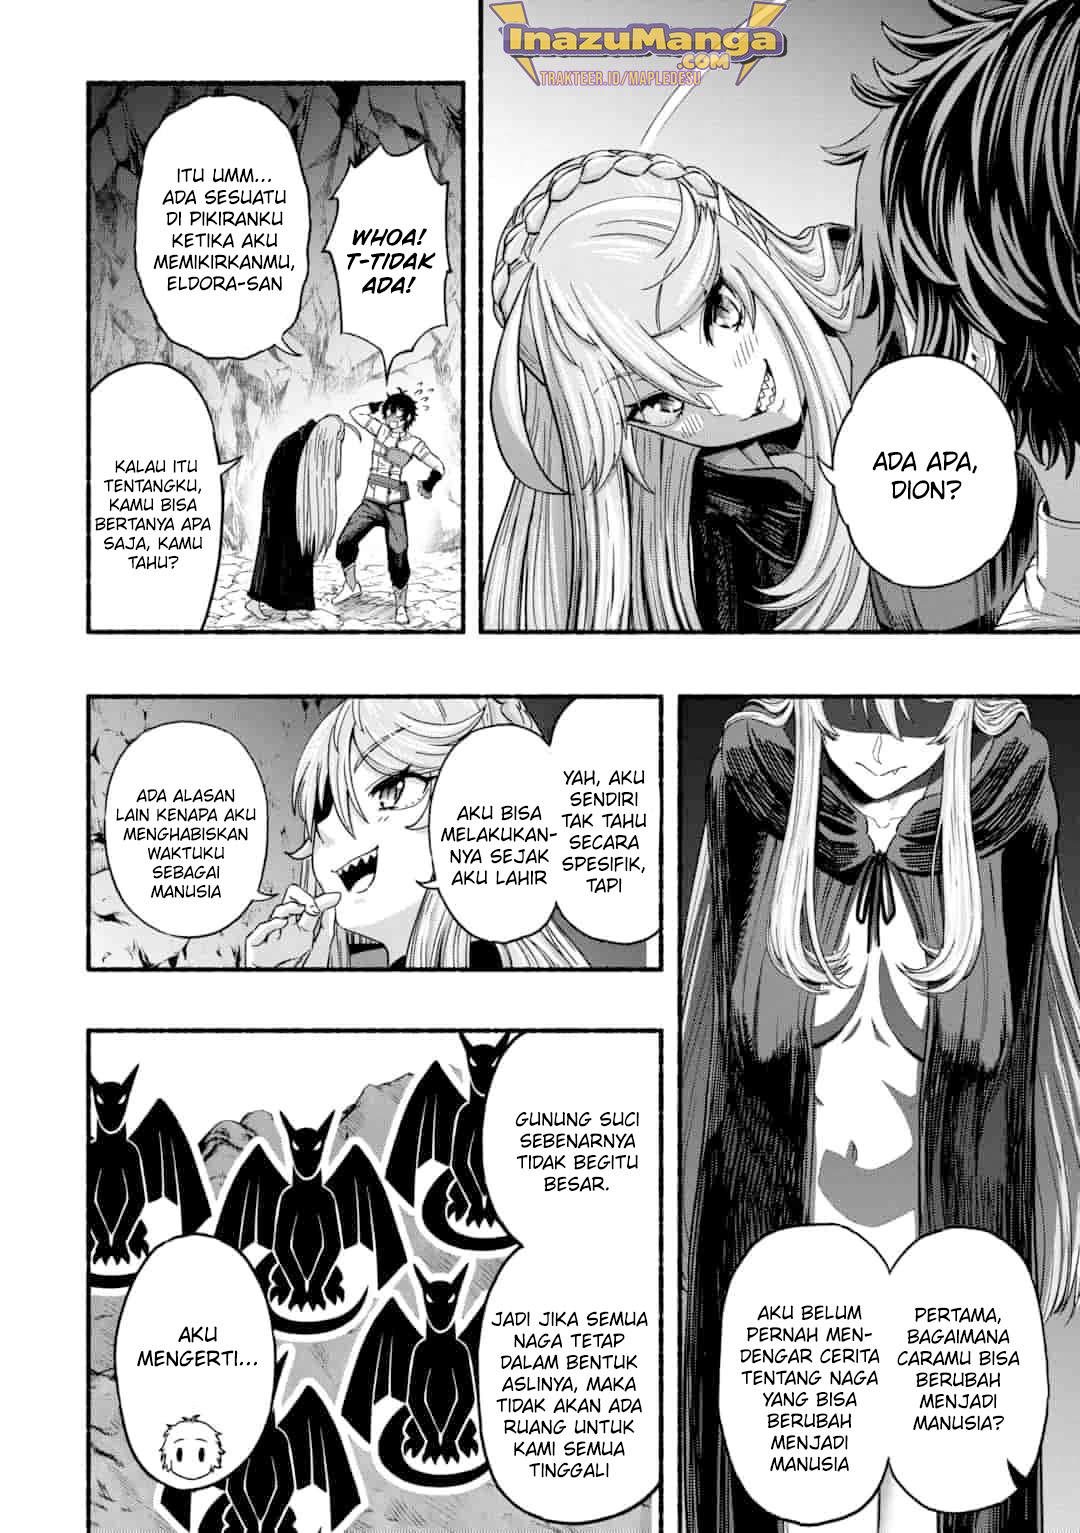 InazuManga
.COM
TRAKTEER.ID/MAPLEDESU
ADA APA,
DION?
WHOA!
T-TIDAK
ADA!
ITU UMM...
ADA SESUATU
DI PIKIRANKU
KETIKA AKU
MEMIKIRKANMU,
ELDORA-SAN
KALAU ITU
TENTANGKU,
KAMU BISA
BERTANYA APA
SAJA, KAMU
TAHU?
PERTAMA,
BAGAIMANA
CARAMU BISA
BERUBAH
MENJADI
MANUSIA?
AKU BELUM
PERNAH MEN-
DENGAR CERITA
TENTANG NAGA
YANG BISA
BERUBAH
MENJADI
MANUSIA
YAH, AKU
SENDIRI
TAK TAHU
SECARA
SPESIFIK,
TAPI
AKU BISA
MELAKUKAN-
NYA SEJAK
AKU LAHIR
ADA ALASAN
LAIN KENAPA AKU
MENGHABISKAN
WAKTUKU
SEBAGAI
MANUSIA
GUNUNG SUCI
SEBENARNYA
TIDAK BEGITU
BESAR.
JADI JIKA SEMUA
NAGA TETAP
DALAM BENTUK
ASLINYA, MAKA
TIDAK AKAN ADA
RUANG UNTUK
KAMI SEMUA
TINGGALI
AKU
MENGERTI...